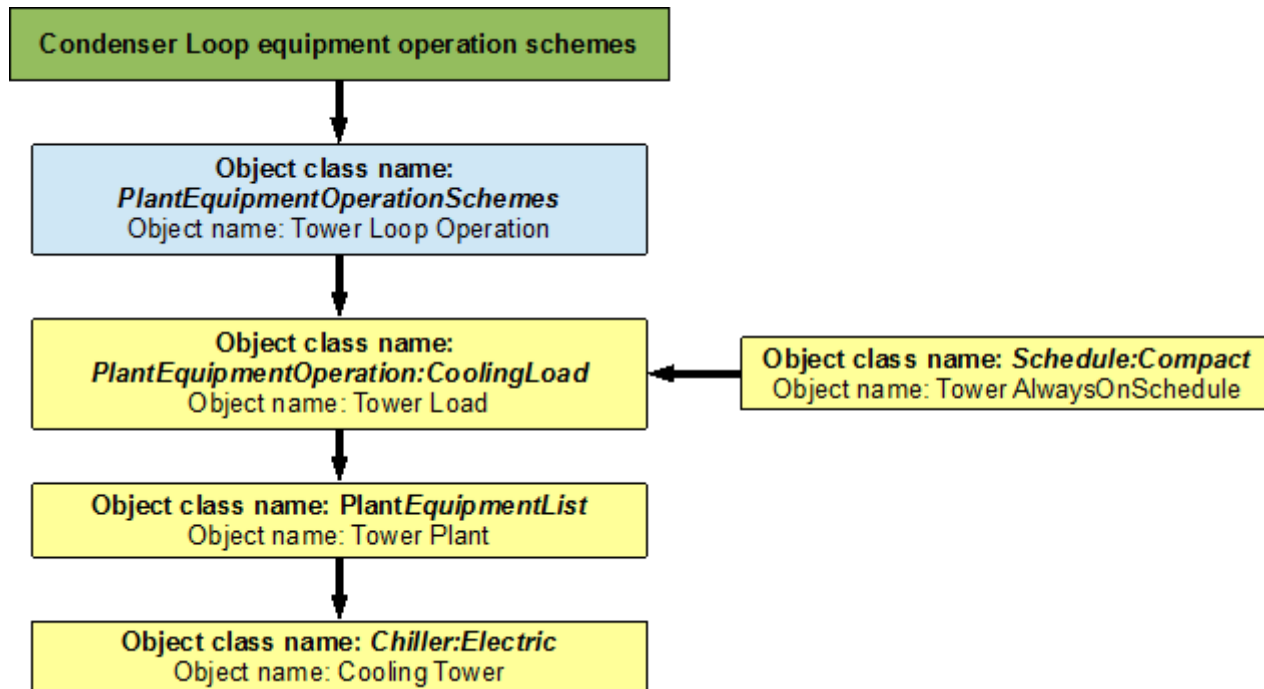 Condenser Loop equipment operation schemes
Object class name:
PlantEquipmentOperationSchemes
Object name: Tower Loop Operation
Object class name:
PlantEquipmentOperation:CoolingLoad
Object name: Tower Load
Object class name: Schedule:Compact
Object name: Tower AlwaysOnSchedule
Object class name: PlantEquipmentList
Object name: Tower Plant
Object class name: Chiller:Electric
Object name: Cooling Tower